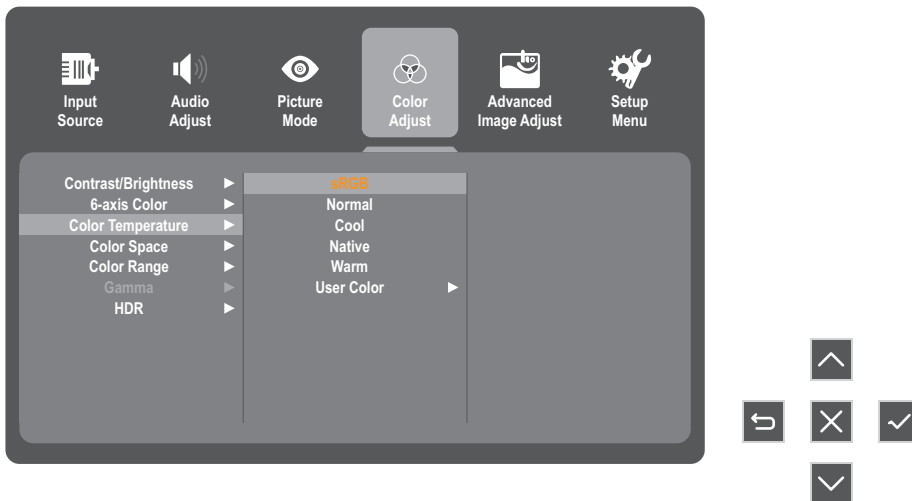 Input
Source
Audio
Adjust
Picture
Mode
Color
Adjust
Advanced
Image Adjust
Setup
Menu
Contrast/Brightness
6-axis Color
Color Temperature
Color Space
Color Range
Gamma
HDR
sRGB
Normal
Cool
Native
Warm
User Color